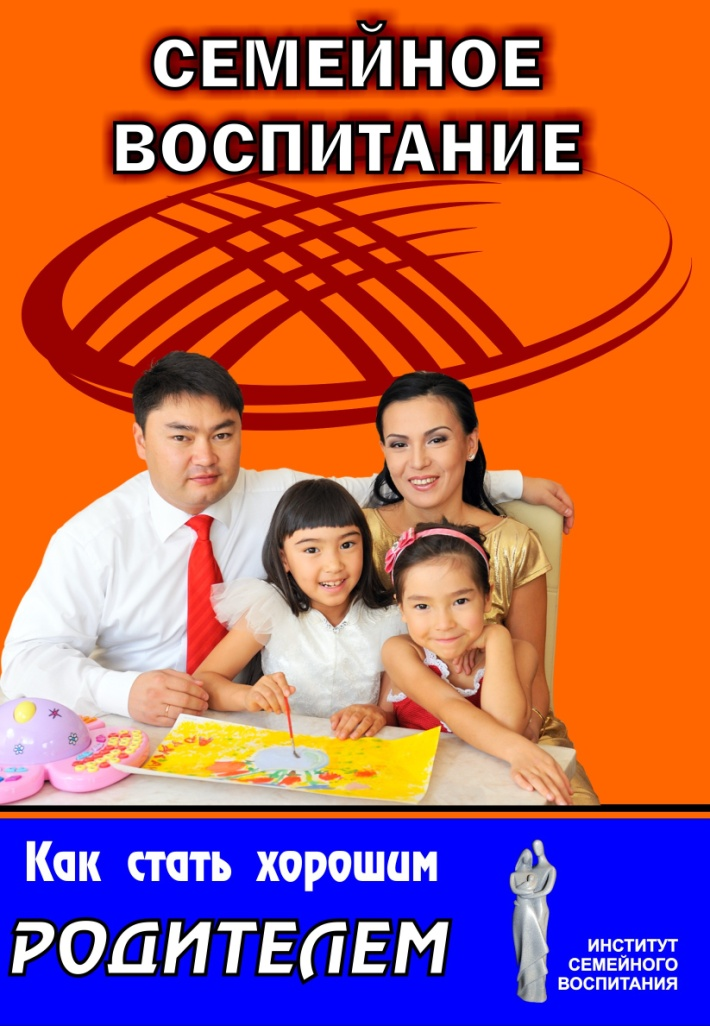 СЕМЕЙНОЕ
ВОСПИТАНИЕ
Как стать хорошим
РОДИТЕЛЕМ
ИНСТИТУТ
СЕМЕЙНОГО
ВОСПИТАНИЯ